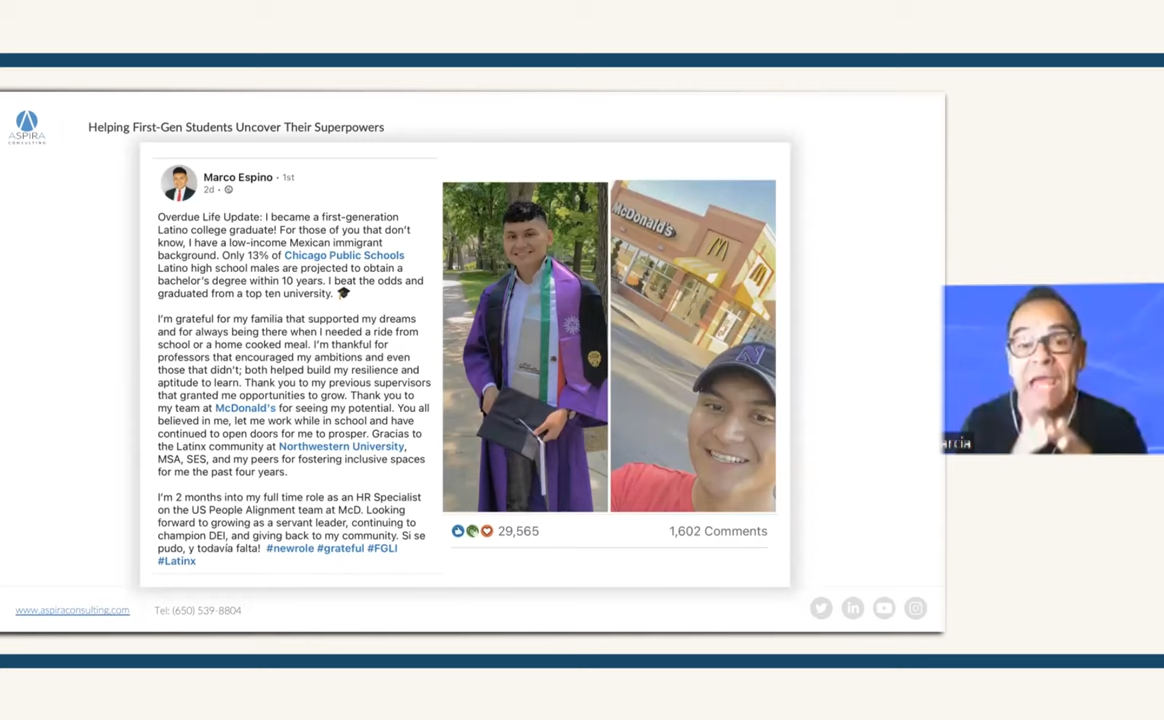 ASPIRA
CONSULTING
Helping First-Gen Students Uncover Their Superpowers
Marco Espino · 1st
2d ·
Overdue Life Update: I became a first-generation
Latino college graduate! For those of you that don't
know, I have a low-income Mexican immigrant
background. Only 13% of Chicago Public Schools
Latino high school males are projected to obtain a
bachelor's degree within 10 years. I beat the odds and
graduated from a top ten university. 🎓
I'm grateful for my familia that supported my dreams
and for always being there when I needed a ride from
school or a home cooked meal. I'm thankful for
professors that encouraged my ambitions and even
those that didn't; both helped build my resilience and
aptitude to learn. Thank you to my previous supervisors
that granted me opportunities to grow. Thank you to
my team at McDonald's for seeing my potential. You all
believed in me, let me work while in school and have
continued to open doors for me to prosper. Gracias to
the Latinx community at Northwestern University,
MSA, SES, and my peers for fostering inclusive spaces
for me the past four years.
I'm 2 months into my full time role as an HR Specialist
on the US People Alignment team at McD. Looking
forward to growing as a servant leader, continuing to
champion DEI, and giving back to my community. Si se
pudo, y todavía falta! #newrole #grateful #FGLI
#Latinx
McDonald's
N
29,565
1,602 Comments
arcia
www.aspiraconsulting.com
Tel: (650) 539-8804
in